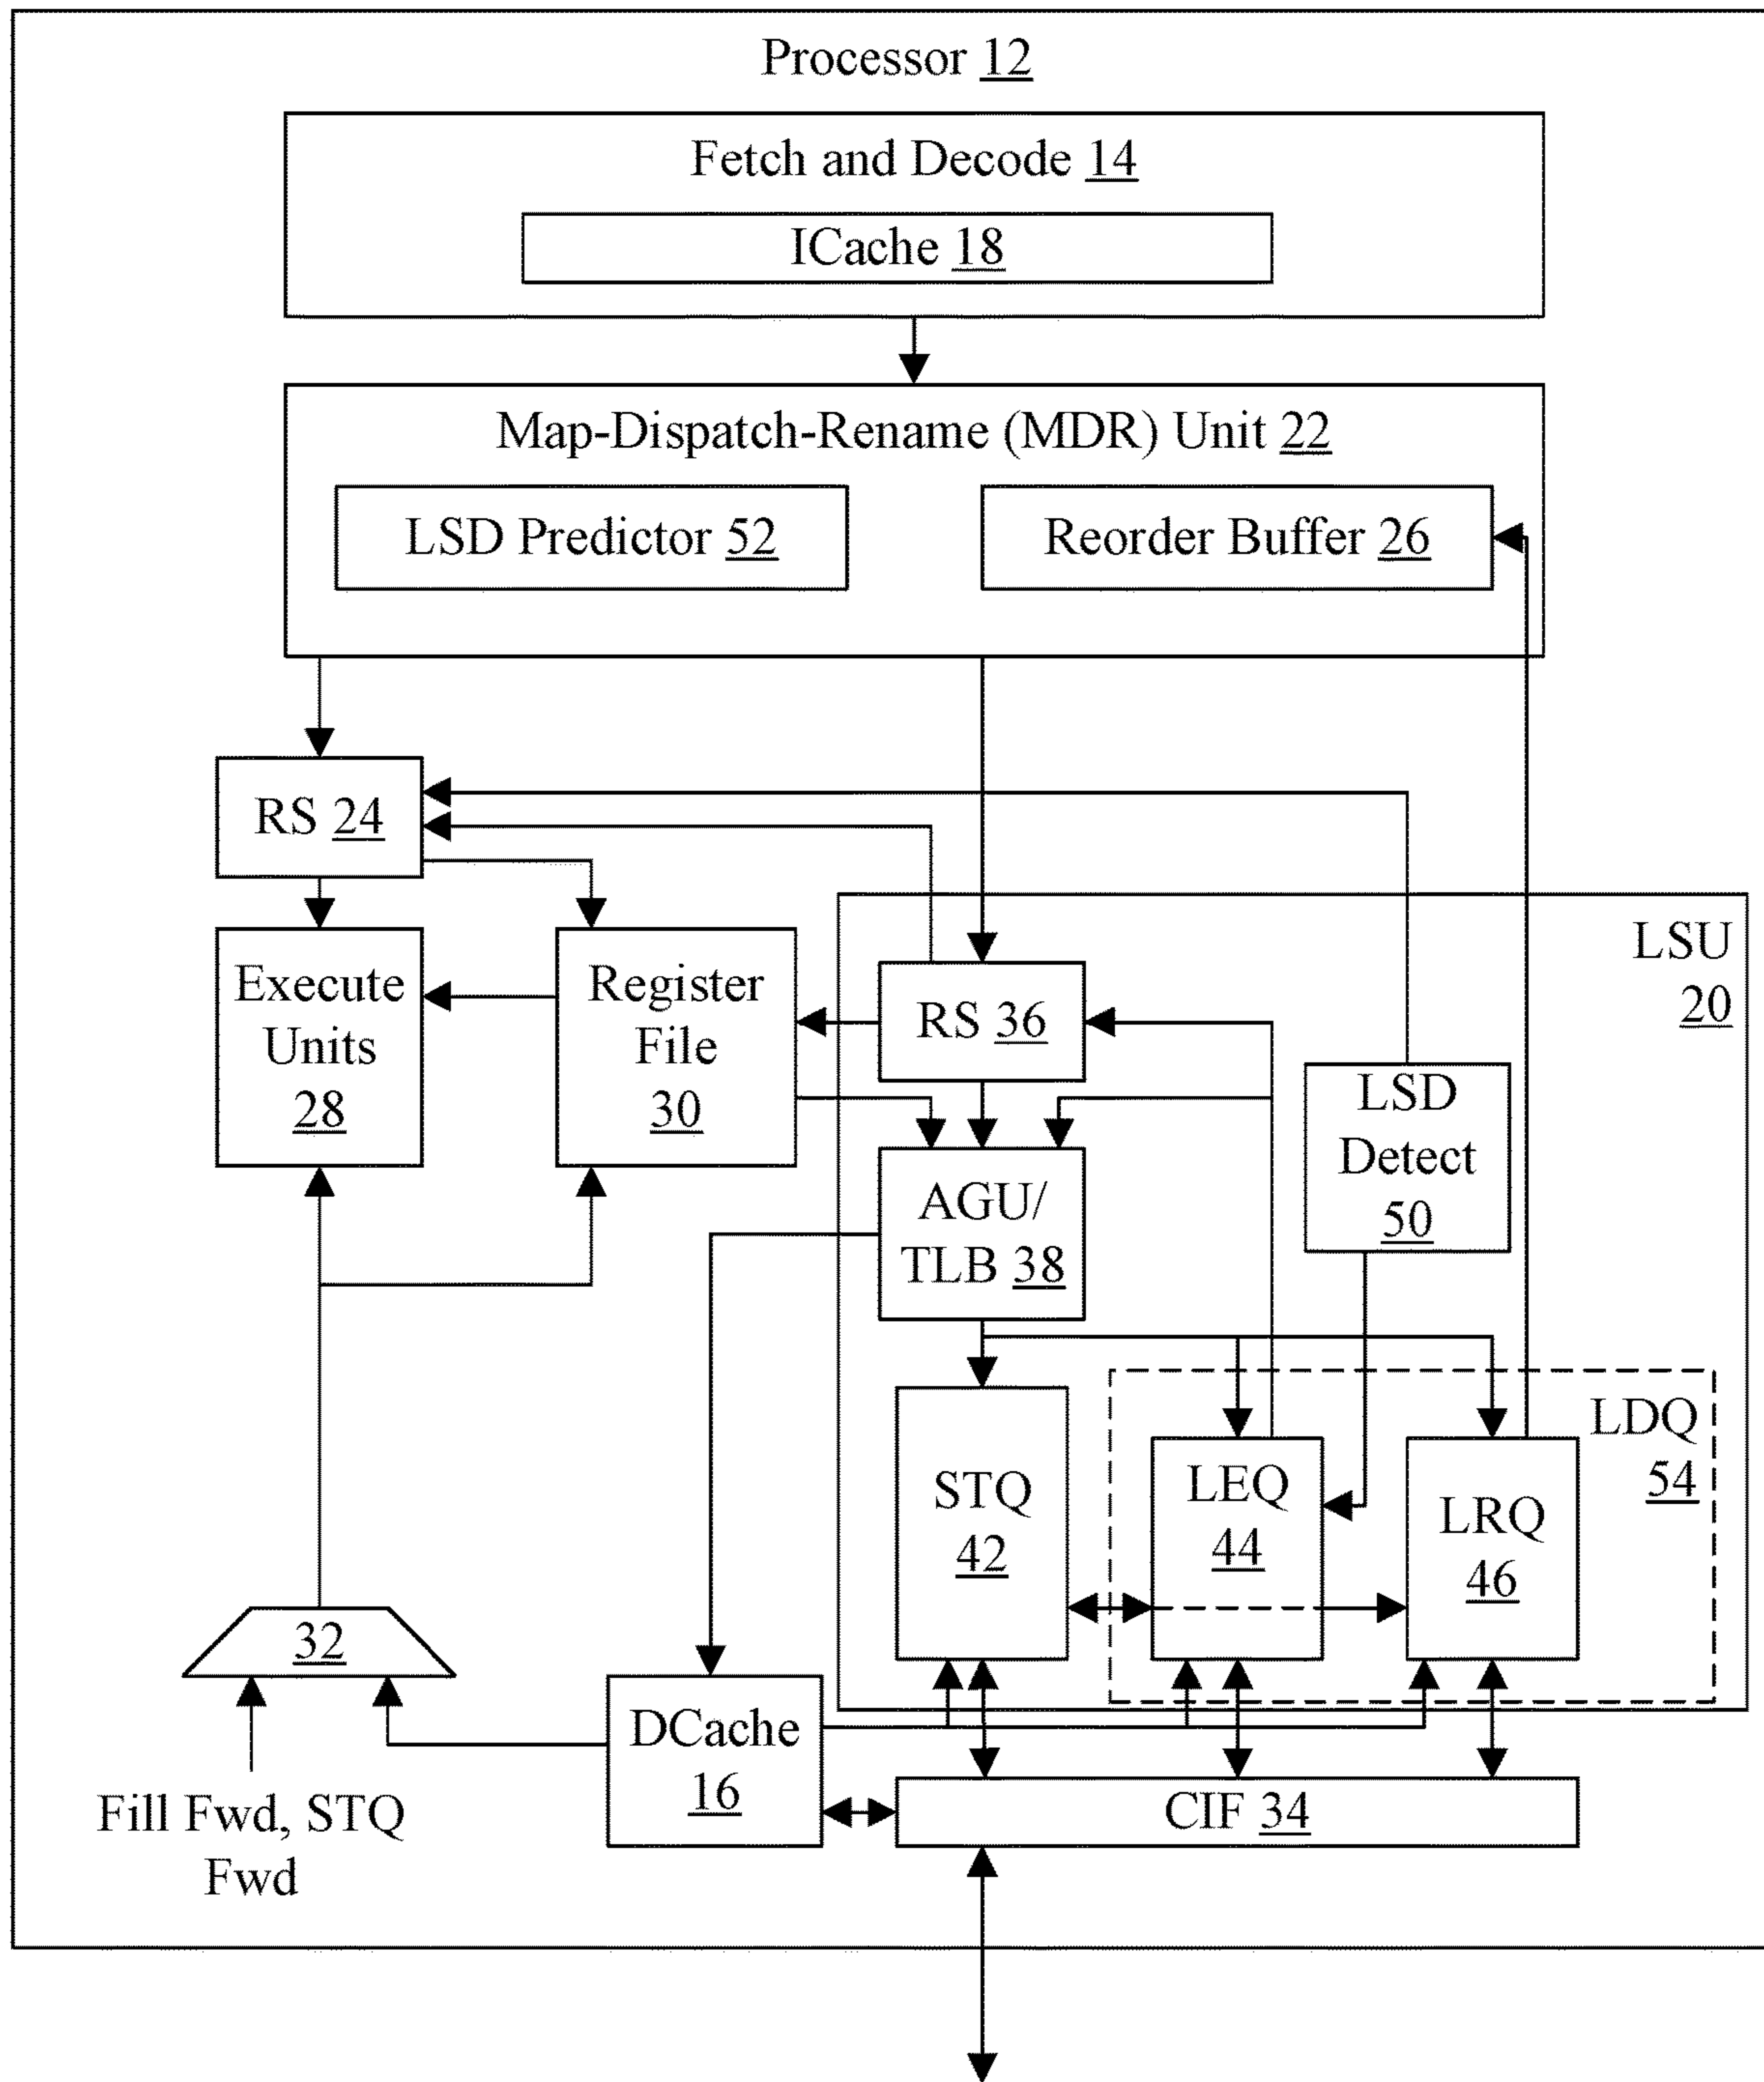 Processor 12
Fetch and Decode 14
ICache 18
Map-Dispatch-Rename (MDR) Unit 22
LSD Predictor 52
Reorder Buffer 26
RS 24
LSU
20
Execute
Units
28
Register
File
30
RS 36
LSD
Detect
50
AGU/
TLB 38
LDQ
54
STQ
42
LEQ
44
LRQ
46
32
DCache
16
CIF 34
Fill Fwd, STQ
Fwd